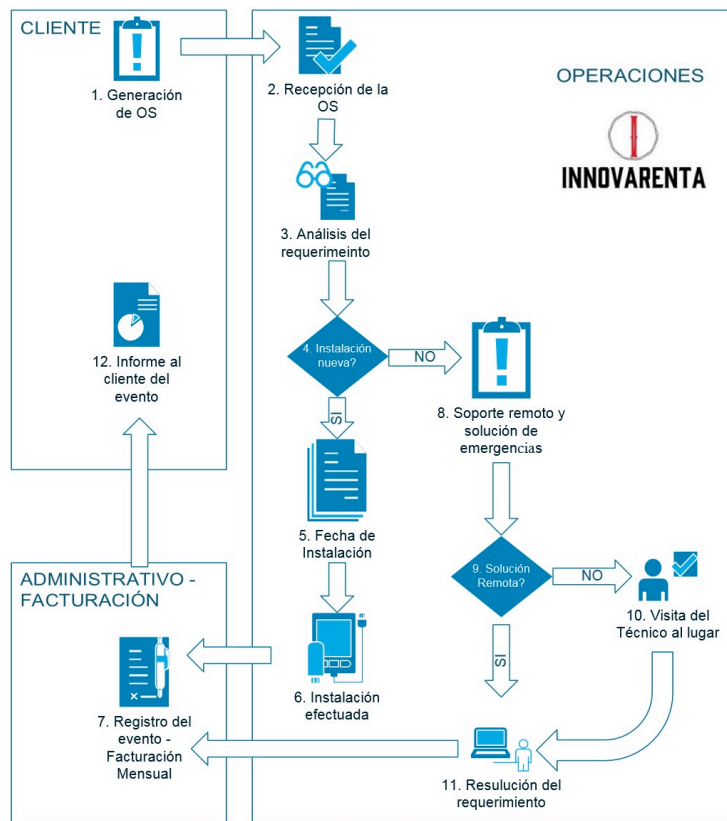 CLIENTE
1. Generación
de OS
2. Recepción de la
OS
OPERACIONES
INNOVARENTA
3. Análisis del
requerimeinto
4. Instalación
nueva?
NO
8. Soporte remoto y
solución de
emergencias
SI
12. Informe al
cliente del
evento
5. Fecha de
Instalación
9. Solución
Remota?
NO
10. Visita del
Técnico al lugar
SI
ADMINISTRATIVO -
FACTURACIÓN
6. Instalación
efectuada
7. Registro del
evento -
Facturación
Mensual
11. Resulución del
requerimiento